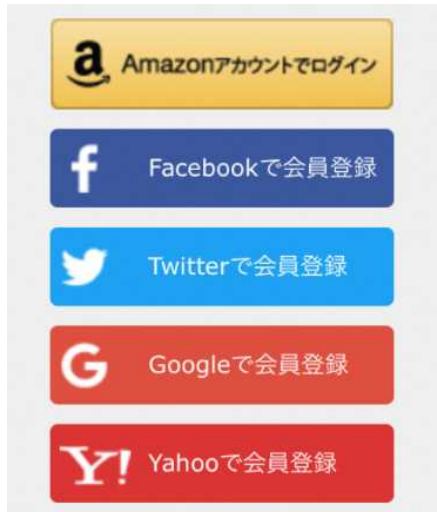 a Amazonアカウントでログイン
f Facebookで会員登録
Twitterで会員登録
G Googleで会員登録
Y! Yahooで会員登録